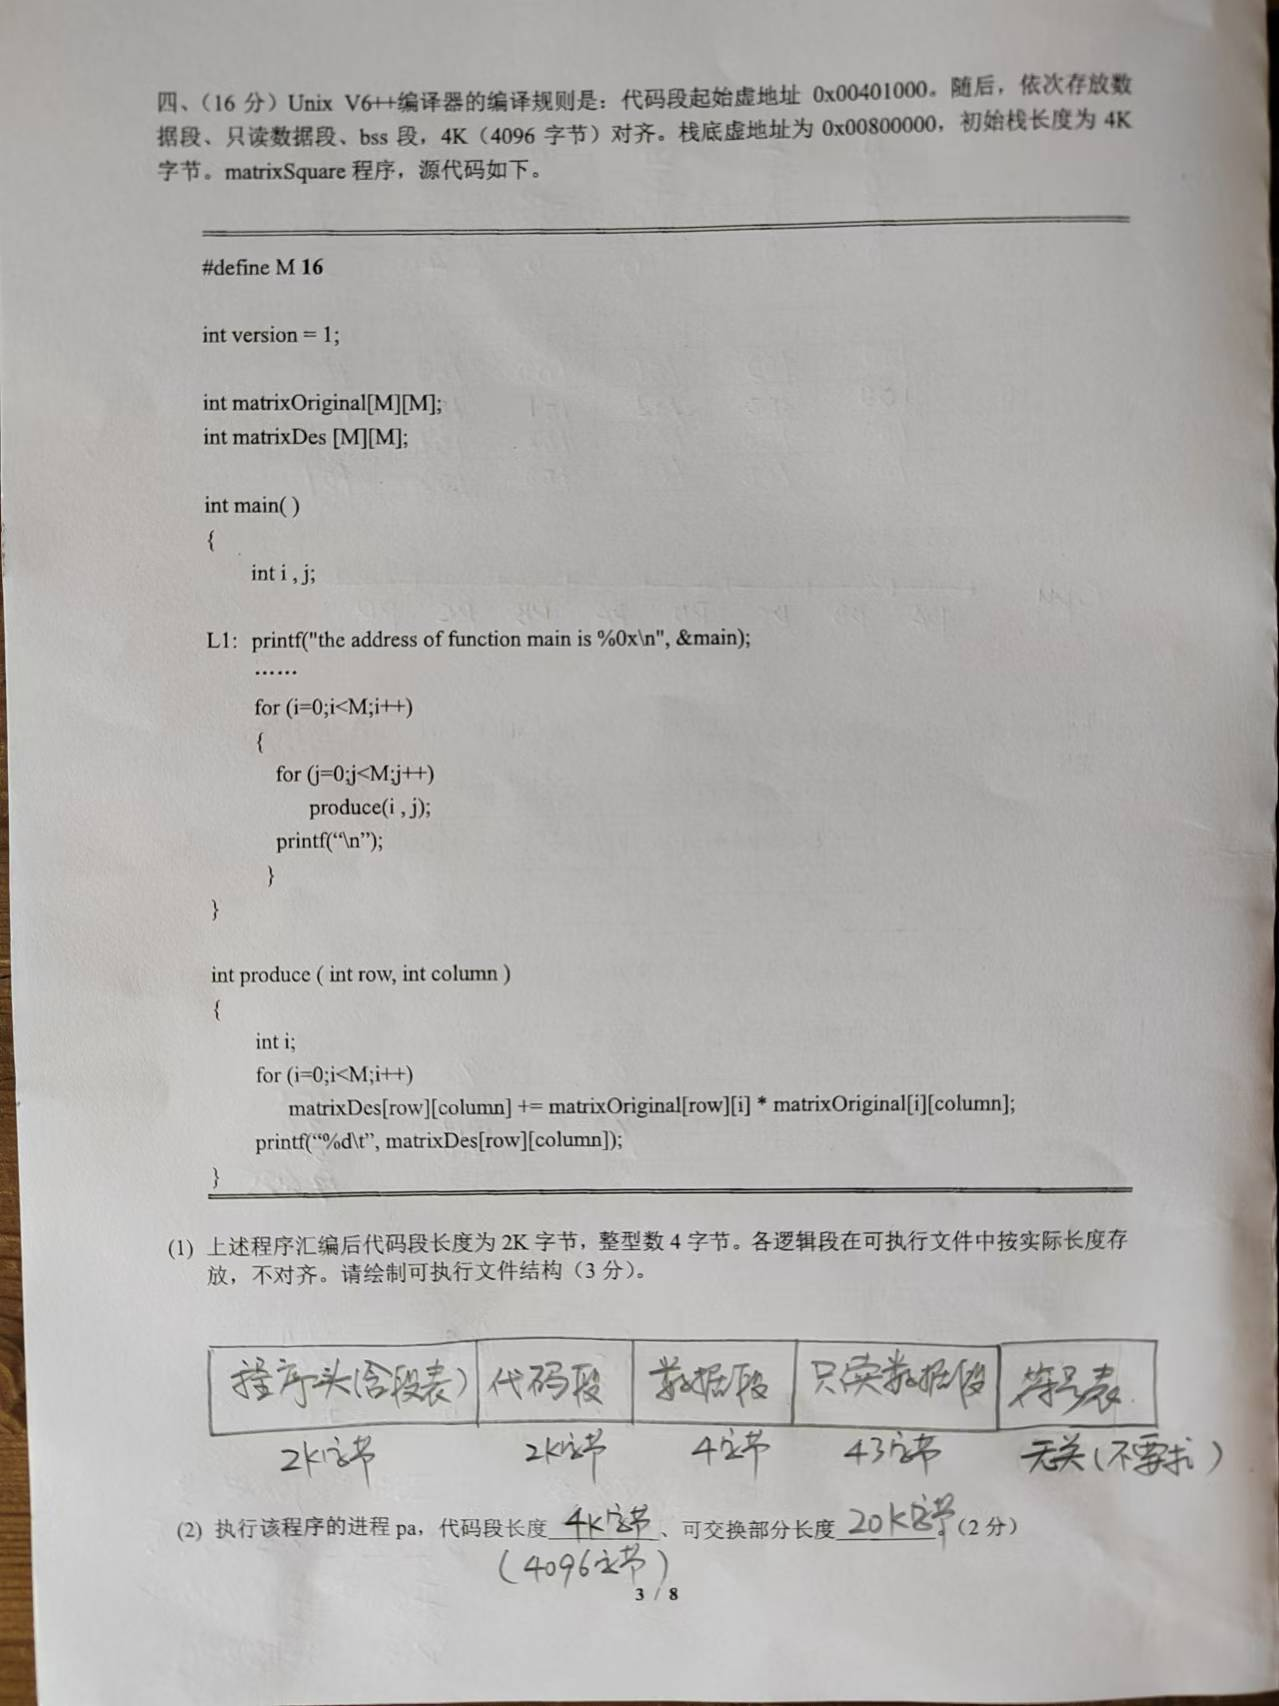 四、（16 分）Unix V6++编译器的编译规则是：代码段起始虚地址 0x00401000。随后，依次存放数
据段、只读数据段、bss 段，4K（4096 字节）对齐。栈底虚地址为 0x00800000，初始栈长度为 4K
字节。matrixSquare 程序，源代码如下。
#define M 16
int version = 1;
int matrixOriginal[M][M];
int matrixDes [M][M];
int main( )
{
int i , j;
L1: printf("the address of function main is %0x\n", &main);
……
for (i=0;i<M;i++)
{
for (j=0;j<M;j++)
produce(i , j);
printf(“\n”);
}
}
int produce ( int row, int column )
{
int i;
for (i=0;i<M;i++)
matrixDes[row][column] += matrixOriginal[row][i] * matrixOriginal[i][column];
printf(“%d\t”, matrixDes[row][column]);
}
(1) 上述程序汇编后代码段长度为 2K 字节，整型数 4 字节。各逻辑段在可执行文件中按实际长度存
放，不对齐。请绘制可执行文件结构（3 分）。
程序头(含段表) 代码段 数据段 只读数据段 符号表
2K字节 2K字节 4字节 43字节 无关(不要求)
(2) 执行该程序的进程 pa，代码段长度 4K字节 、可交换部分长度 20K字节 。（2 分）
(4096字节)
3 / 8